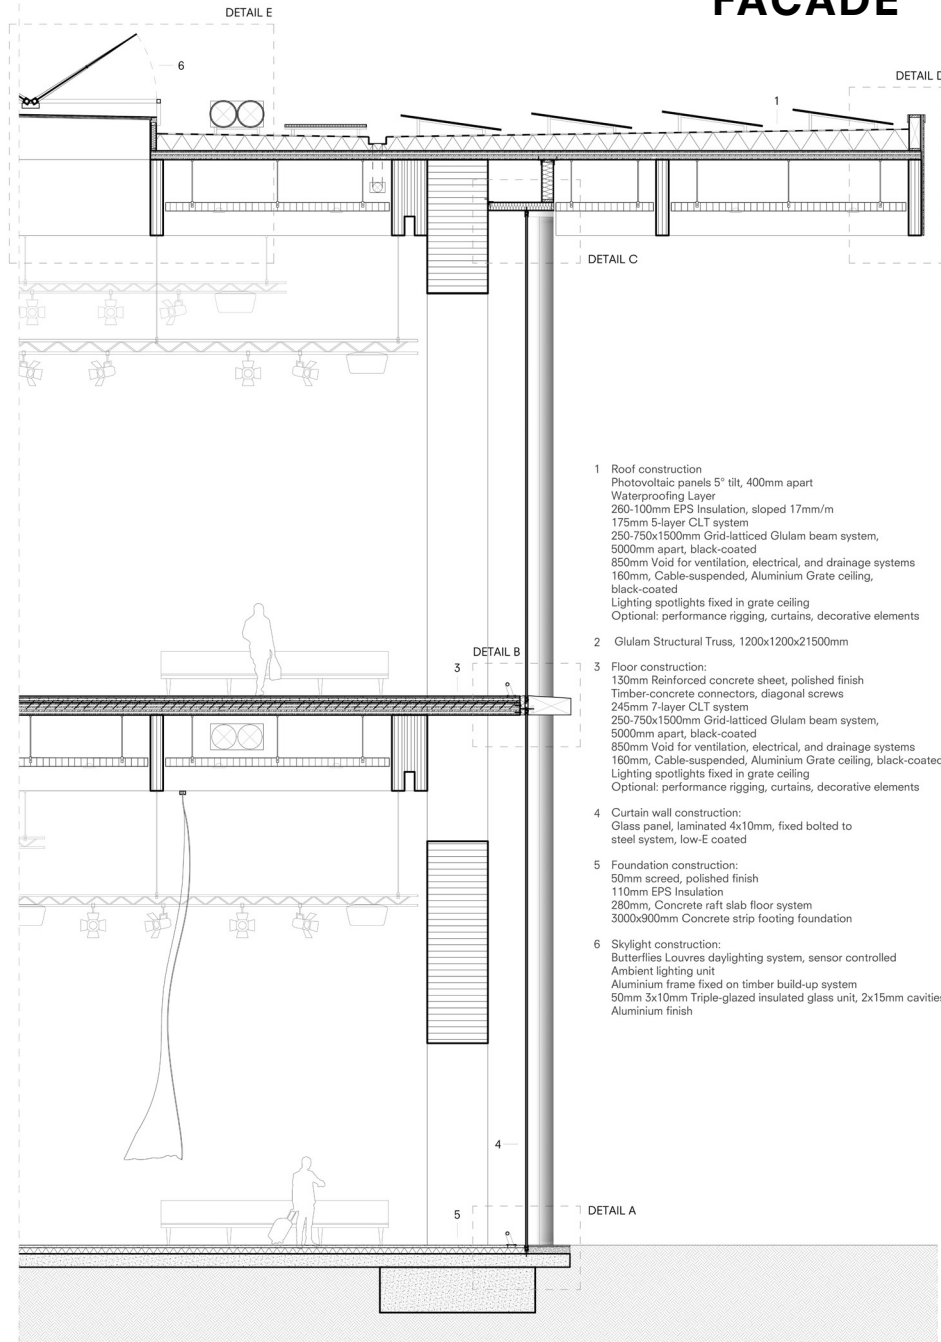 FACADE
DETAIL E
6
DETAIL D
1
DETAIL C
DETAIL B
3
1 Roof construction
Photovoltaic panels 5° tilt, 400mm apart
Waterproofing Layer
260-100mm EPS Insulation, sloped 17mm/m
175mm 5-layer CLT system
250-750x1500mm Grid-latticed Glulam beam system,
5000mm apart, black-coated
850mm Void for ventilation, electrical, and drainage systems
160mm, Cable-suspended, Aluminium Grate ceiling,
black-coated
Lighting spotlights fixed in grate ceiling
Optional: performance rigging, curtains, decorative elements
2 Glulam Structural Truss, 1200x1200x21500mm
3 Floor construction:
130mm Reinforced concrete sheet, polished finish
Timber-concrete connectors, diagonal screws
245mm 7-layer CLT system
250-750x1500mm Grid-latticed Glulam beam system,
5000mm apart, black-coated
850mm Void for ventilation, electrical, and drainage systems
160mm, Cable-suspended, Aluminium Grate ceiling, black-coated
Lighting spotlights fixed in grate ceiling
Optional: performance rigging, curtains, decorative elements
4 Curtain wall construction:
Glass panel, laminated 4x10mm, fixed bolted to
steel system, low-E coated
5 Foundation construction:
50mm screed, polished finish
110mm EPS Insulation
280mm, Concrete raft slab floor system
3000x900mm Concrete strip footing foundation
6 Skylight construction:
Butterflies Louvres daylighting system, sensor controlled
Ambient lighting unit
Aluminium frame fixed on timber build-up system
50mm 3x10mm Triple-glazed insulated glass unit, 2x15mm cavities
Aluminium finish
4
5
DETAIL A